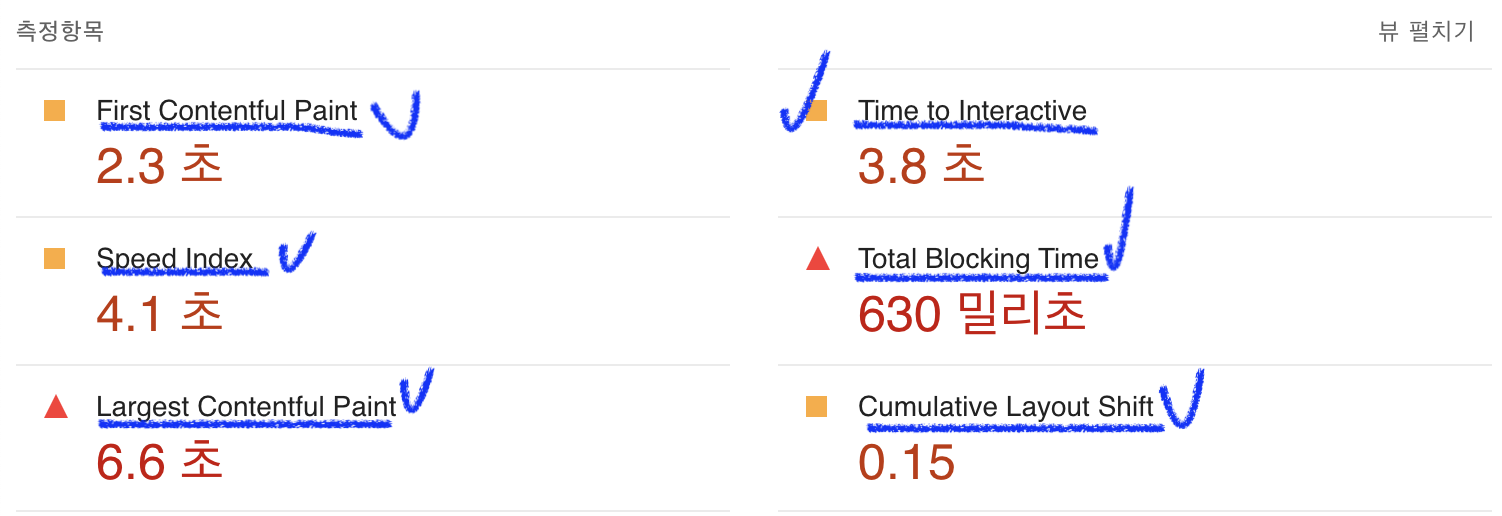 측정항목
뷰 펼치기
First Contentful Paint
2.3 초
Time to Interactive
3.8 초
Speed Index
4.1 초
Total Blocking Time
630 밀리초
Largest Contentful Paint
6.6 초
Cumulative Layout Shift
0.15